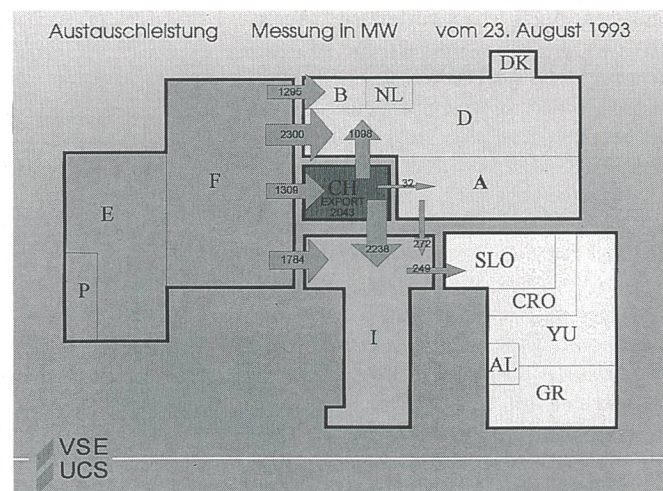 Austauschleistung Messung in MW vom 23. August 1993
DK
1295 B NL
D
2300 1098
F
1309 CH 32 A
EXPORT
2043
E
2238 272
1784 249 SLO
P
CRO
I YU
AL
GR
VSE
UCS